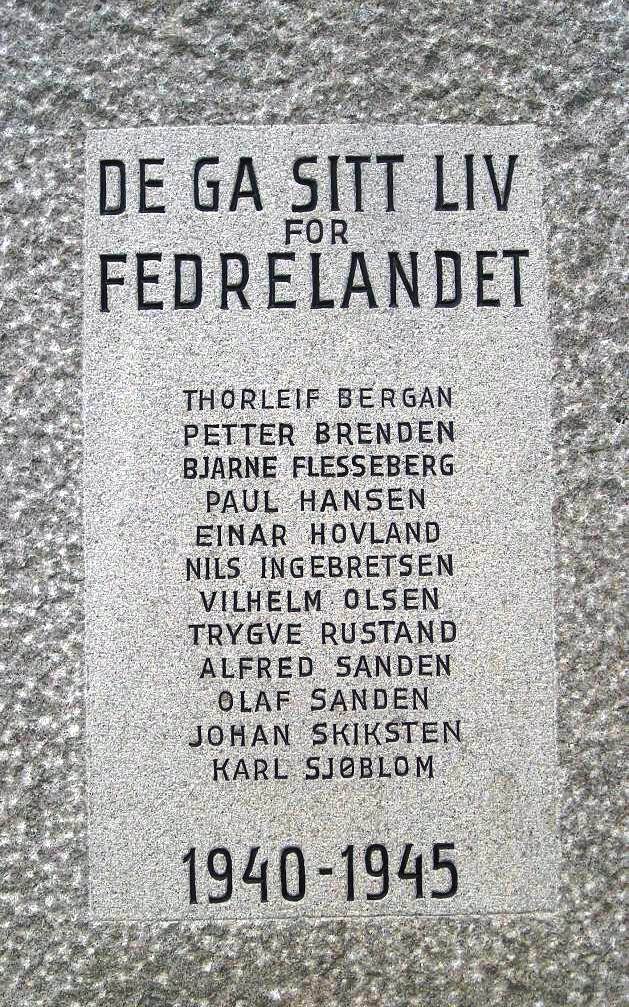 DE GA SITT LIV
FOR
FEDRELANDET
THORLEIF BERGAN
PETTER BRENDEN
BJARNE FLESSEBERG
PAUL HANSEN
EINAR HOVLAND
NILS INGEBRETSEN
VILHELM OLSEN
TRYGVE RUSTAND
ALFRED SANDEN
OLAF SANDEN
JOHAN SKIKSTEN
KARL SJØBLOM
1940-1945